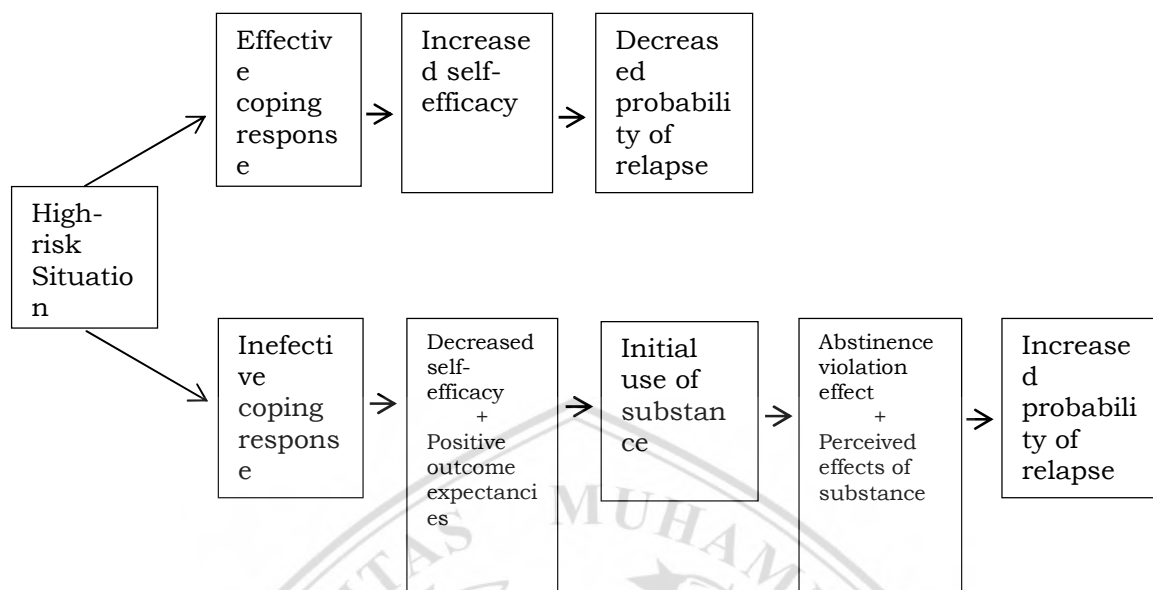 Effectiv
e
coping
respons
e
Increase
d self-
efficacy
Decreas
ed
probabili
ty of
relapse
High-
risk
Situatio
n
Inefecti
ve
coping
respons
e
Decreased
self-
efficacy
+
Positive
outcome
expectanci
es
Initial
use of
substan
ce
Abstinence
violation
effect
+
Perceived
effects of
substance
Increase
d
probabili
ty of
relapse
ITAS MUHAM